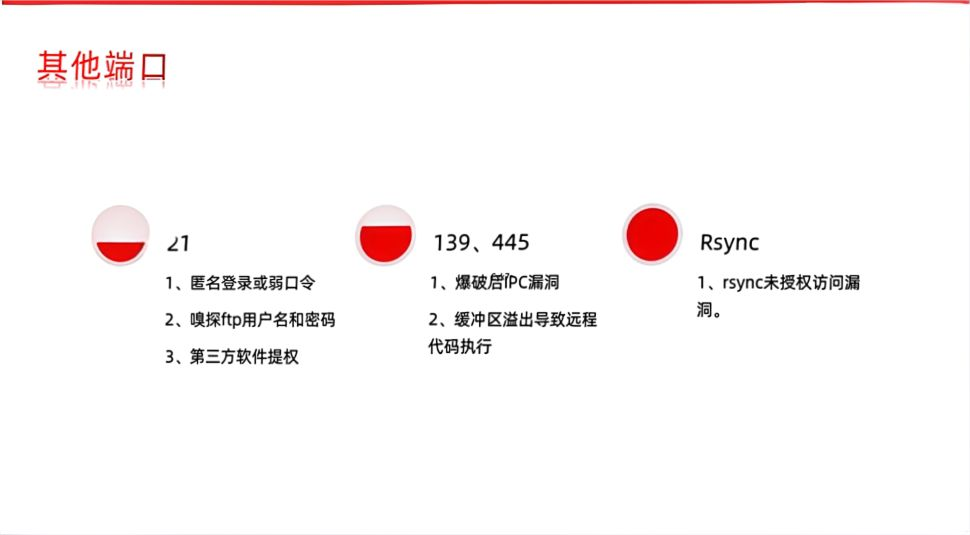 其他端口
21
1、匿名登录或弱口令
2、嗅探ftp用户名和密码
3、第三方软件提权
139、445
1、爆破后IPC漏洞
2、缓冲区溢出导致远程
代码执行
Rsync
1、rsync未授权访问漏
洞。